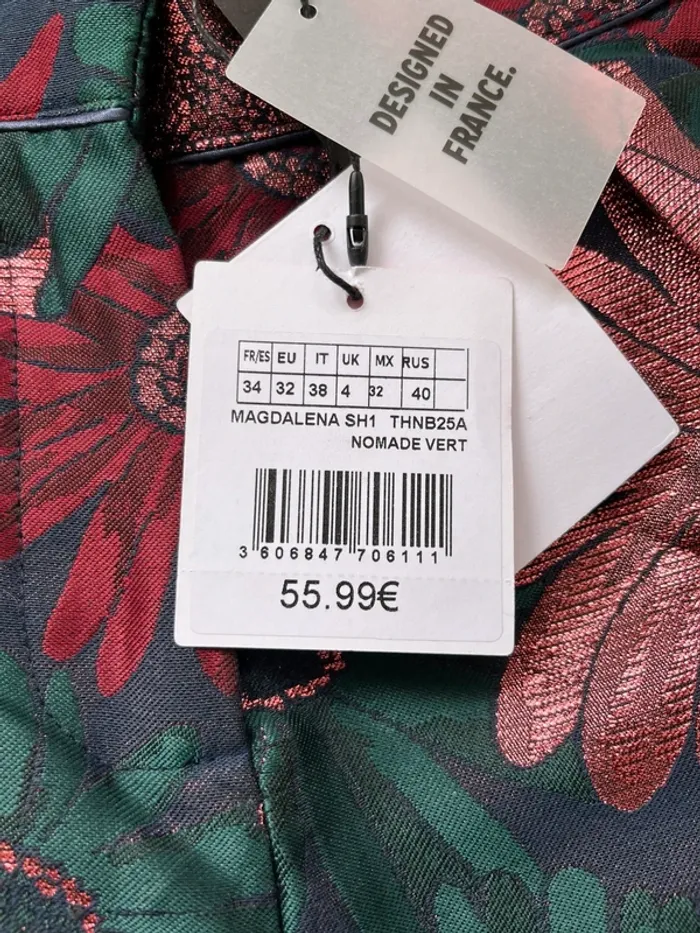 DESIGNED
IN
FRANCE.
FR/ES EU IT UK MX RUS
34 32 38 4 32 40
MAGDALENA SH1 THNB25A
NOMADE VERT
3 606847 706111
55.99€